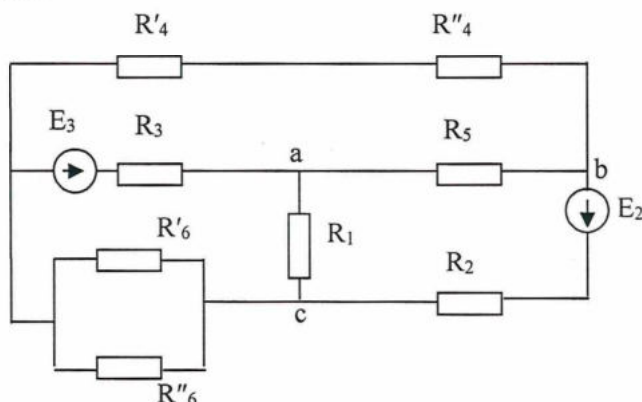 R'₄ R"₄
E₃ R₃ a R₅ b
E₂
R'₆ R₁ R₂
c
R"₆